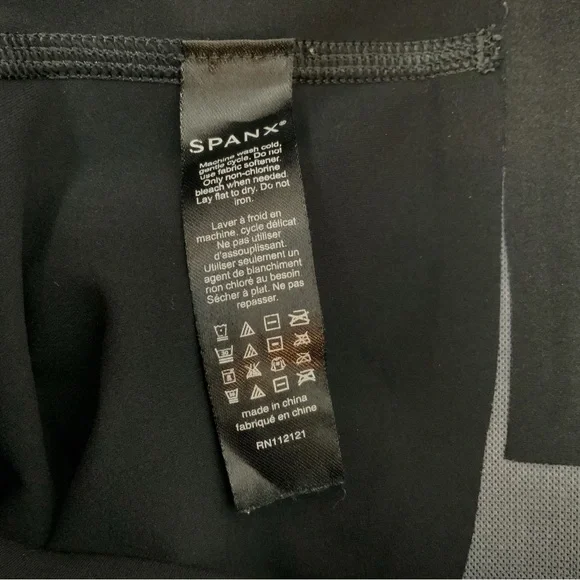 SPANX®
Machine wash cold,
gentle cycle. Do not
use fabric softener.
Only non-chlorine
bleach when needed.
Lay flat to dry. Do not
iron.
Laver à froid en
machine, cycle délicat.
Ne pas utiliser
d'assouplissant.
Utiliser seulement un
agent de blanchiment
non chloré au besoin
Sécher à plat. Ne pas
repasser.
made in china
fabriqué en chine
RN112121